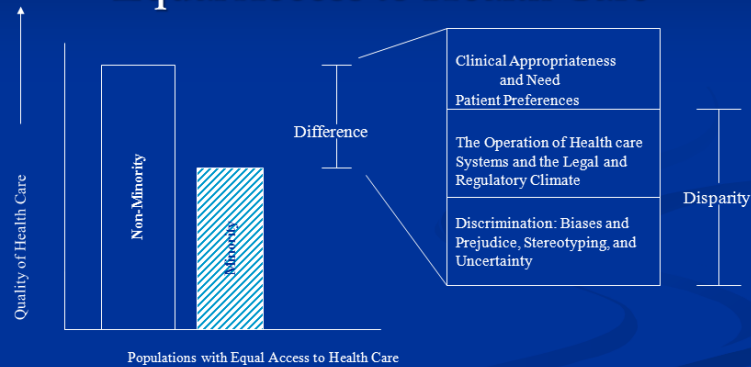 Quality of Health Care
Non-Minority
Minority
Difference
Clinical Appropriateness
and Need
Patient Preferences
The Operation of Health care
Systems and the Legal and
Regulatory Climate
Discrimination: Biases and
Prejudice, Stereotyping, and
Uncertainty
Disparity
Populations with Equal Access to Health Care